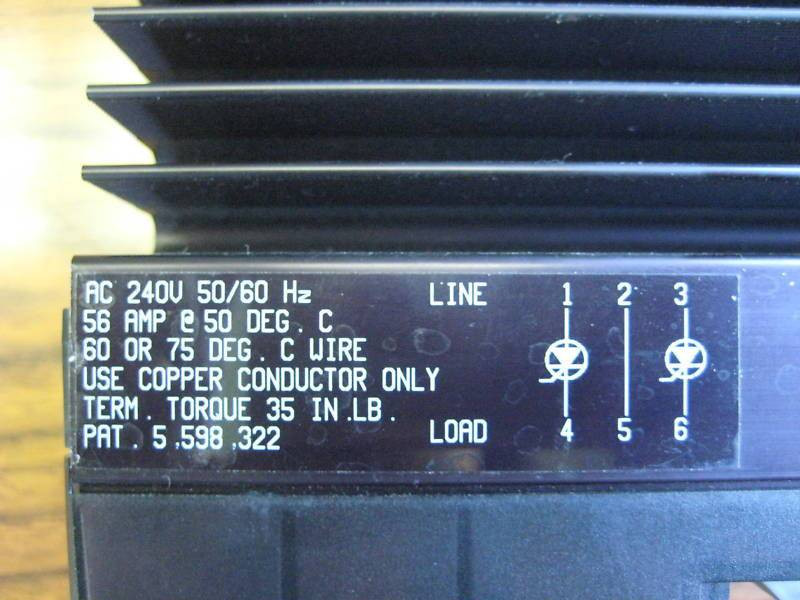 AC 240V 50/60 Hz
56 AMP @ 50 DEG. C
60 OR 75 DEG. C WIRE
USE COPPER CONDUCTOR ONLY
TERM. TORQUE 35 IN.LB.
PAT. 5,598,322
LINE 1 2 3
LOAD 4 5 6